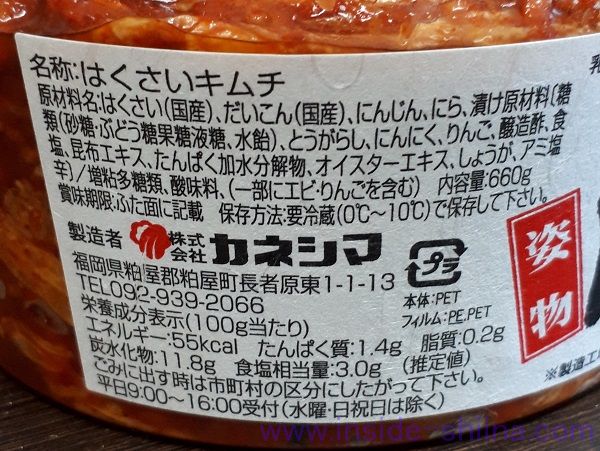 名称:はくさいキムチ
原材料名:はくさい(国産)、だいこん(国産)、にんじん、にら、漬け原材料〔糖
類(砂糖・ぶどう糖果糖液糖、水飴)、とうがらし、にんにく、りんご、醸造酢、食
塩、昆布エキス、たんぱく加水分解物、オイスターエキス、しょうが、アミ塩
辛〕/増粘多糖類、酸味料、(一部にエビ・りんごを含む) 内容量:660g
賞味期限:ふた面に記載 保存方法:要冷蔵(0℃〜10℃)で保存して下さい。
製造者 株式会社 カネシマ
福岡県粕屋郡粕屋町長者原東1-1-13
TEL092-939-2066
栄養成分表示(100g当たり)
エネルギー:55kcal たんぱく質:1.4g 脂質:0.2g
炭水化物:11.8g 食塩相当量:3.0g (推定値)
ごみに出す時は市町村の区分にしたがって下さい。
平日9:00〜16:00受付(水曜・日祝日は除く)
プラ
本体:PET
フィルム:PE.PET
姿物
※製造工
www.inside-shiina.com